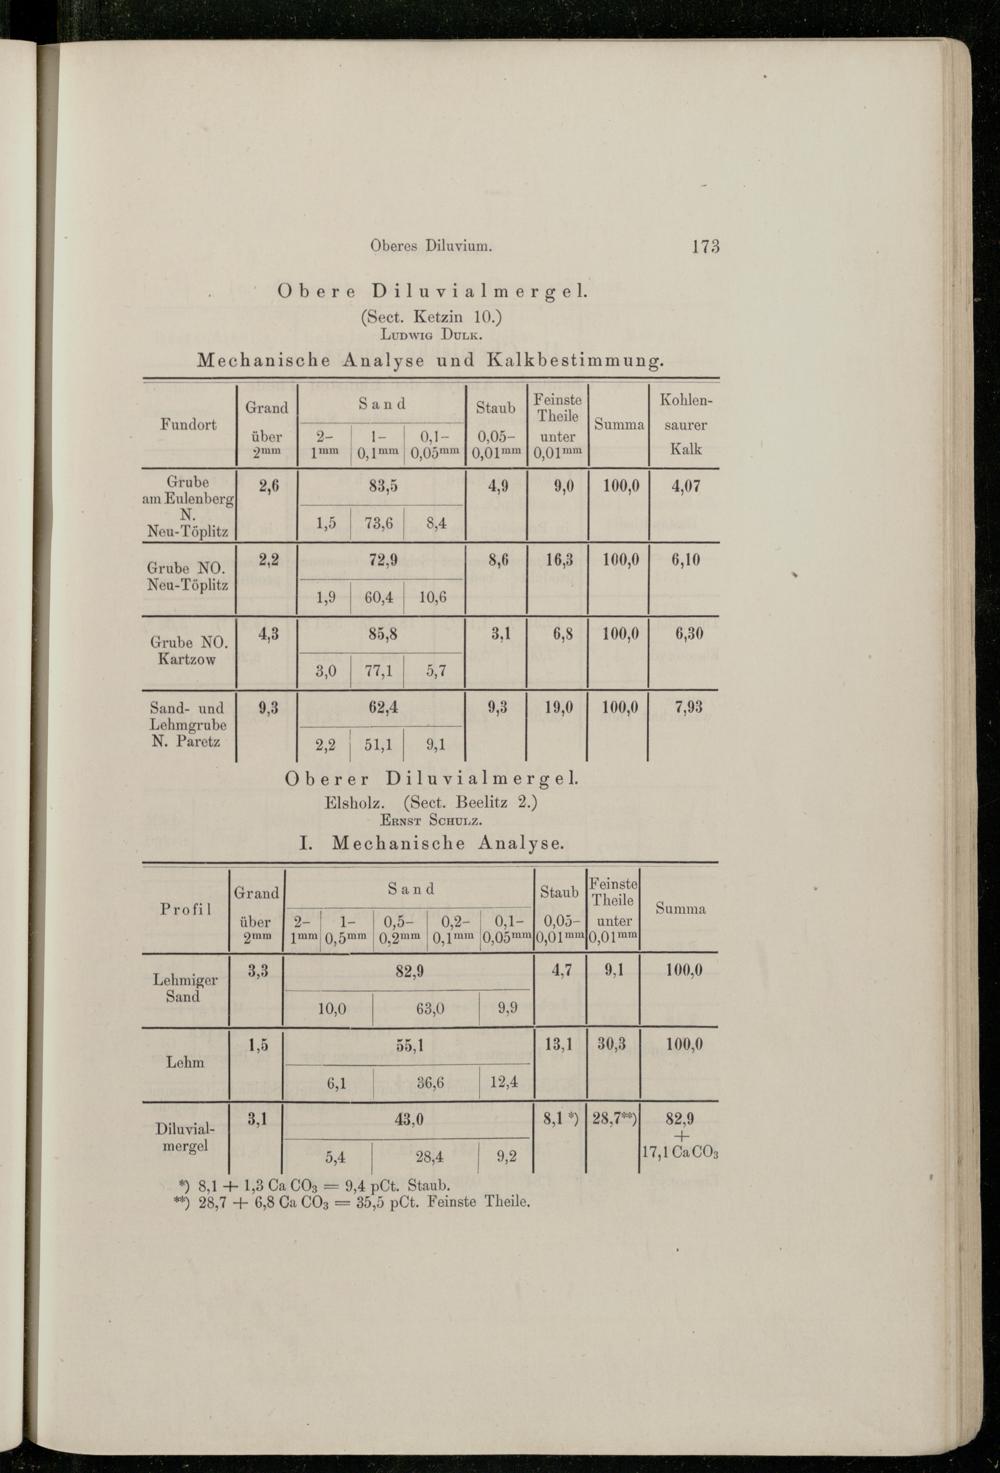 Oberes Diluvium. 173
Obere Diluvialmergel.
(Sect. Ketzin 10.)
Ludwig Dulk.
Mechanische Analyse und Kalkbestimmung.
Fundort Grand über 2mm Sand 2–1mm 1–0,1mm 0,1–0,05mm Staub 0,05–0,01mm Feinste Theile unter 0,01mm Summa Kohlensaurer Kalk
Grube am Eulenberg N. Neu-Töplitz 2,6 83,5 4,9 9,0 100,0 4,07
1,5 73,6 8,4
Grube NO. Neu-Töplitz 2,2 72,9 8,6 16,3 100,0 6,10
1,9 60,4 10,6
Grube NO. Kartzow 4,3 85,8 3,1 6,8 100,0 6,30
3,0 77,1 5,7
Sand- und Lehmgrube N. Paretz 9,3 62,4 9,3 19,0 100,0 7,93
2,2 51,1 9,1
Oberer Diluvialmergel.
Elsholz. (Sect. Beelitz 2.)
Ernst Schulz.
I. Mechanische Analyse.
Profil Grand über 2mm Sand 2–1mm 1–0,5mm 0,5–0,2mm 0,2–0,1mm 0,1–0,05mm Staub 0,05–0,01mm Feinste Theile unter 0,01mm Summa
Lehmiger Sand 3,3 82,9 4,7 9,1 100,0
10,0 63,0 9,9
Lehm 1,5 55,1 13,1 30,3 100,0
6,1 36,6 12,4
Diluvialmergel 3,1 43,0 8,1 *) 28,7**) 82,9 + 17,1 CaCO3
5,4 28,4 9,2
*) 8,1 + 1,3 Ca CO3 = 9,4 pCt. Staub.
**) 28,7 + 6,8 Ca CO3 = 35,5 pCt. Feinste Theile.